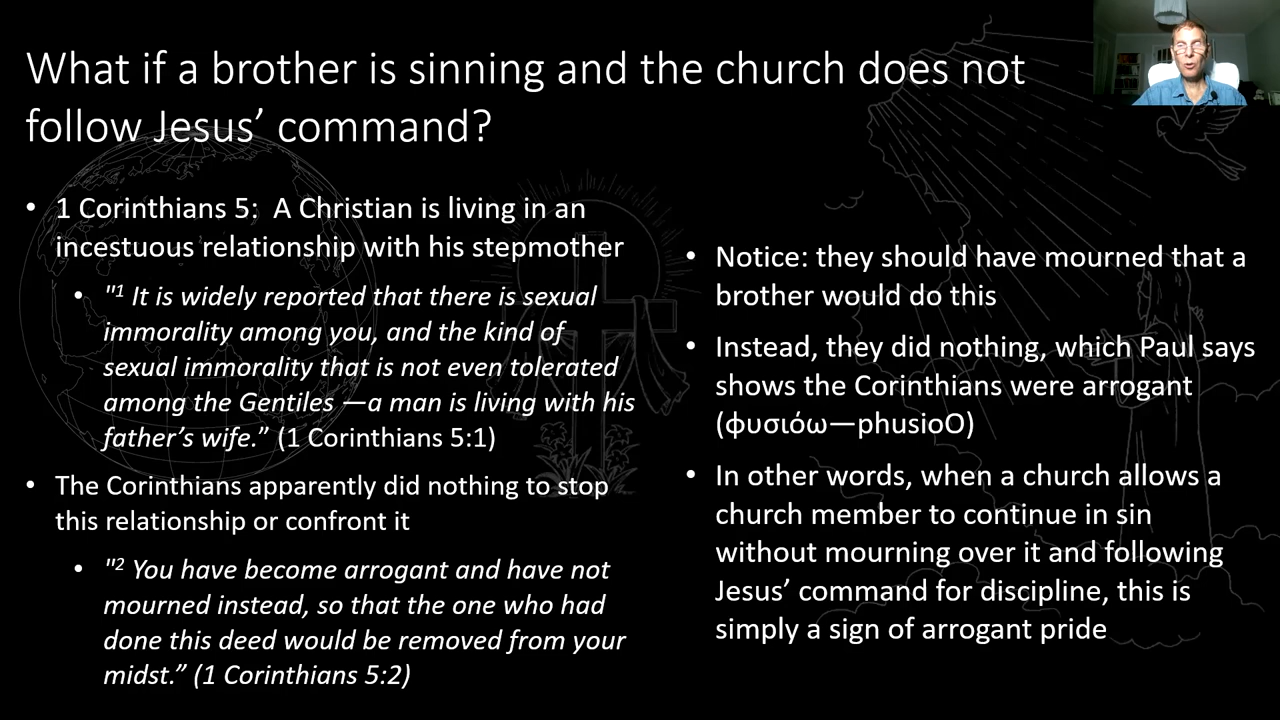 What if a brother is sinning and the church does not
follow Jesus’ command?
• 1 Corinthians 5:  A Christian is living in an
incestuous relationship with his stepmother
• "1 It is widely reported that there is sexual
immorality among you, and the kind of
sexual immorality that is not even tolerated
among the Gentiles —a man is living with his
father’s wife.” (1 Corinthians 5:1)
• The Corinthians apparently did nothing to stop
this relationship or confront it
• "2 You have become arrogant and have not
mourned instead, so that the one who had
done this deed would be removed from your
midst.” (1 Corinthians 5:2)
• Notice: they should have mourned that a
brother would do this
• Instead, they did nothing, which Paul says
shows the Corinthians were arrogant
(φυσιόω—phusioO)
• In other words, when a church allows a
church member to continue in sin
without mourning over it and following
Jesus’ command for discipline, this is
simply a sign of arrogant pride